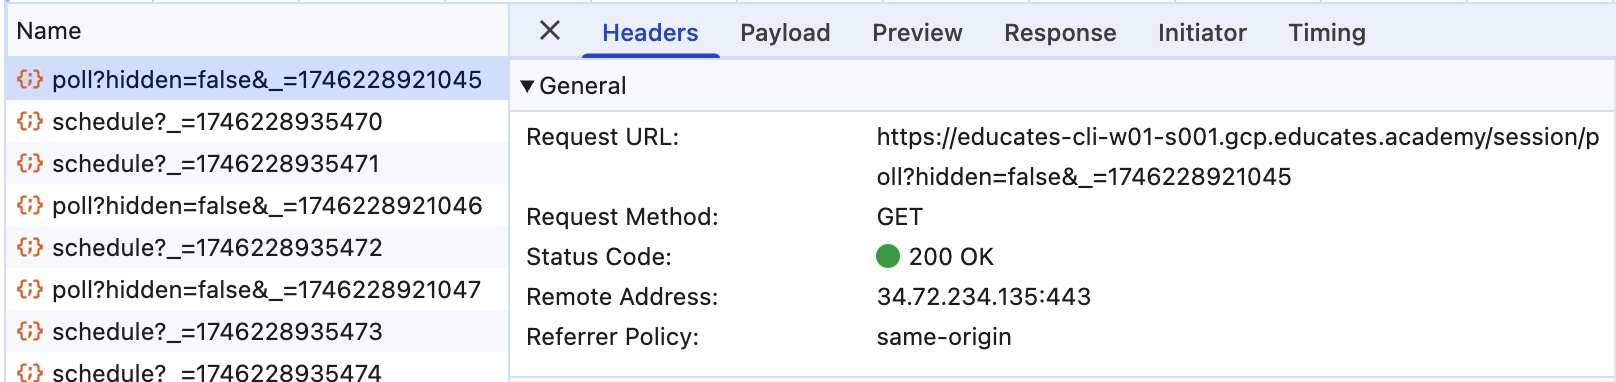 Name
poll?hidden=false&_=1746228921045
schedule?_=1746228935470
schedule?_=1746228935471
poll?hidden=false&_=1746228921046
schedule?_=1746228935472
poll?hidden=false&_=1746228921047
schedule?_=1746228935473
schedule?_=1746228935474
Headers Payload Preview Response Initiator Timing
General
Request URL: https://educates-cli-w01-s001.gcp.educates.academy/session/p
oll?hidden=false&_=1746228921045
Request Method: GET
Status Code: 200 OK
Remote Address: 34.72.234.135:443
Referrer Policy: same-origin